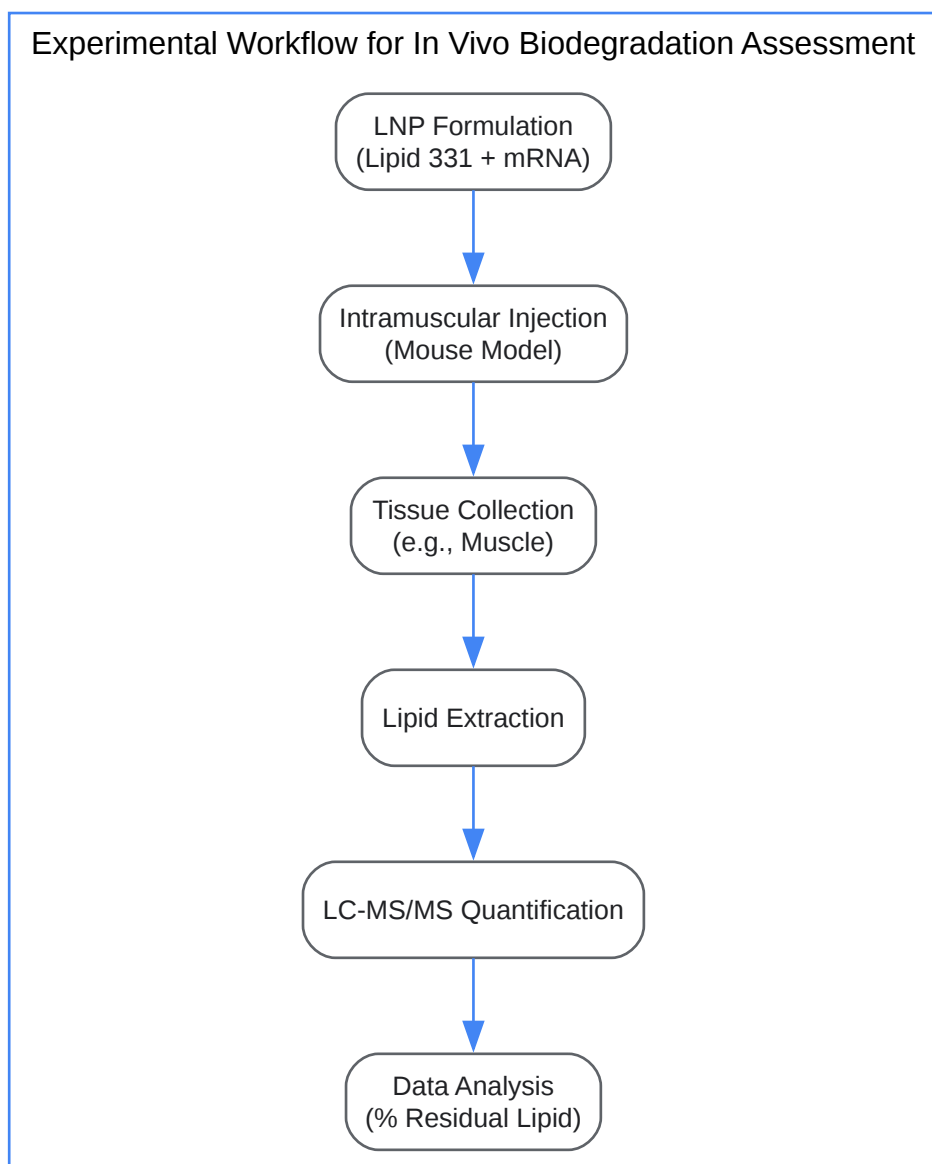 Experimental Workflow for In Vivo Biodegradation Assessment
LNP Formulation
(Lipid 331 + mRNA)
Intramuscular Injection
(Mouse Model)
Tissue Collection
(e.g., Muscle)
Lipid Extraction
LC-MS/MS Quantification
Data Analysis
(% Residual Lipid)